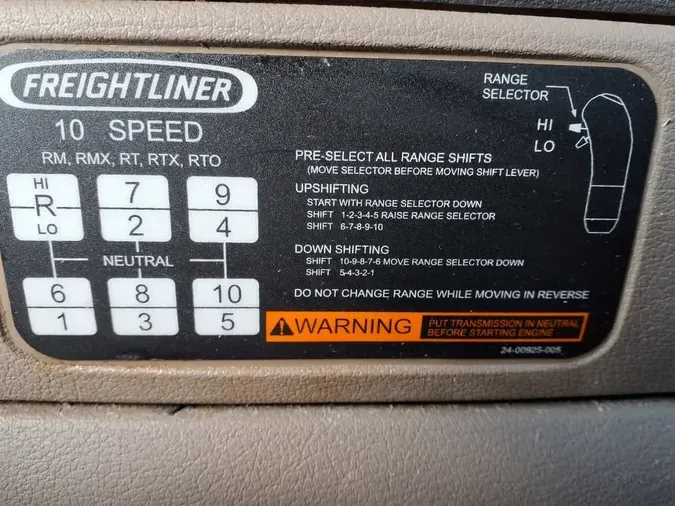 FREIGHTLINER
10 SPEED
RM, RMX, RT, RTX, RTO
HI
R
LO
7
2
9
4
NEUTRAL
6
1
8
3
10
5
RANGE
SELECTOR
HI
LO
PRE-SELECT ALL RANGE SHIFTS
(MOVE SELECTOR BEFORE MOVING SHIFT LEVER)
UPSHIFTING
START WITH RANGE SELECTOR DOWN
SHIFT 1-2-3-4-5 RAISE RANGE SELECTOR
SHIFT 6-7-8-9-10
DOWN SHIFTING
SHIFT 10-9-8-7-6 MOVE RANGE SELECTOR DOWN
SHIFT 5-4-3-2-1
DO NOT CHANGE RANGE WHILE MOVING IN REVERSE
WARNING
PUT TRANSMISSION IN NEUTRAL
BEFORE STARTING ENGINE
24-00925-005